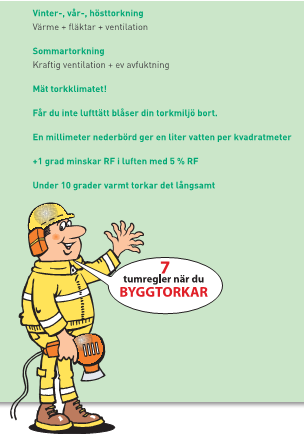 Vinter-, vår-, hösttorkning
Värme + fläktar + ventilation
Sommartorkning
Kraftig ventilation + ev avfuktning
Mät torkklimatet!
Får du inte lufttätt blåser din torkmiljö bort.
En millimeter nederbörd ger en liter vatten per kvadratmeter
+1 grad minskar RF i luften med 5 % RF
Under 10 grader varmt torkar det långsamt
7
tumregler när du
BYGGTORKAR